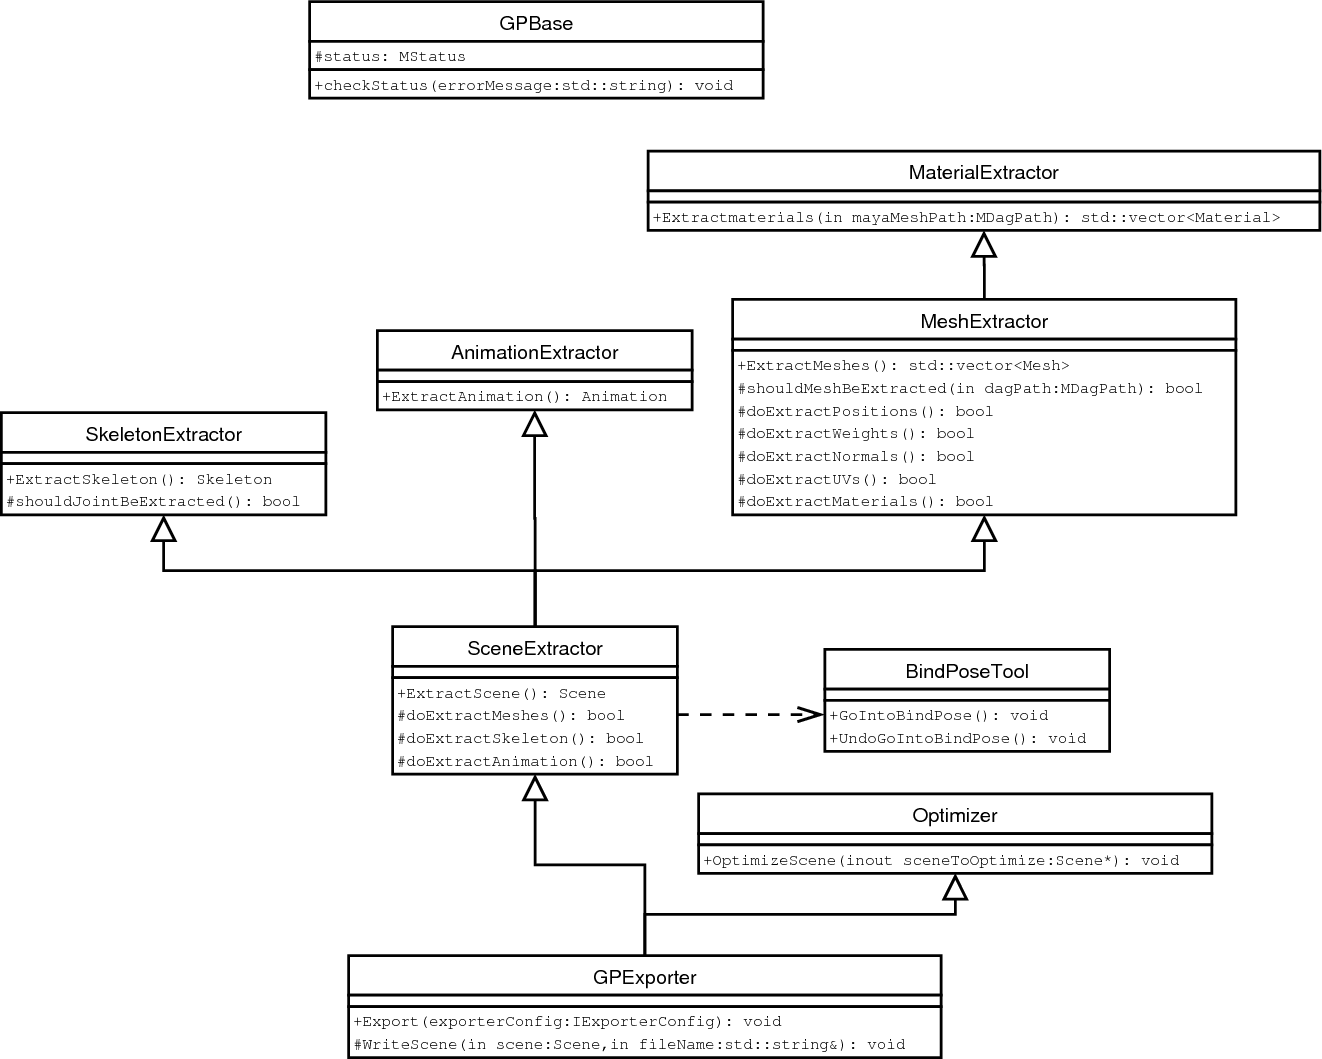 GPBase
#status: MStatus
+checkStatus(errorMessage:std::string): void
MaterialExtractor
+Extractmaterials(in mayaMeshPath:MDagPath): std::vector<Material>
MeshExtractor
+ExtractMeshes(): std::vector<Mesh>
#shouldMeshBeExtracted(in dagPath:MDagPath): bool
#doExtractPositions(): bool
#doExtractWeights(): bool
#doExtractNormals(): bool
#doExtractUVs(): bool
#doExtractMaterials(): bool
AnimationExtractor
+ExtractAnimation(): Animation
SkeletonExtractor
+ExtractSkeleton(): Skeleton
#shouldJointBeExtracted(): bool
SceneExtractor
+ExtractScene(): Scene
#doExtractMeshes(): bool
#doExtractSkeleton(): bool
#doExtractAnimation(): bool
BindPoseTool
+GoIntoBindPose(): void
+UndoGoIntoBindPose(): void
Optimizer
+OptimizeScene(inout sceneToOptimize:Scene*): void
GPExporter
+Export(exporterConfig:IExporterConfig): void
#WriteScene(in scene:Scene,in fileName:std::string&): void